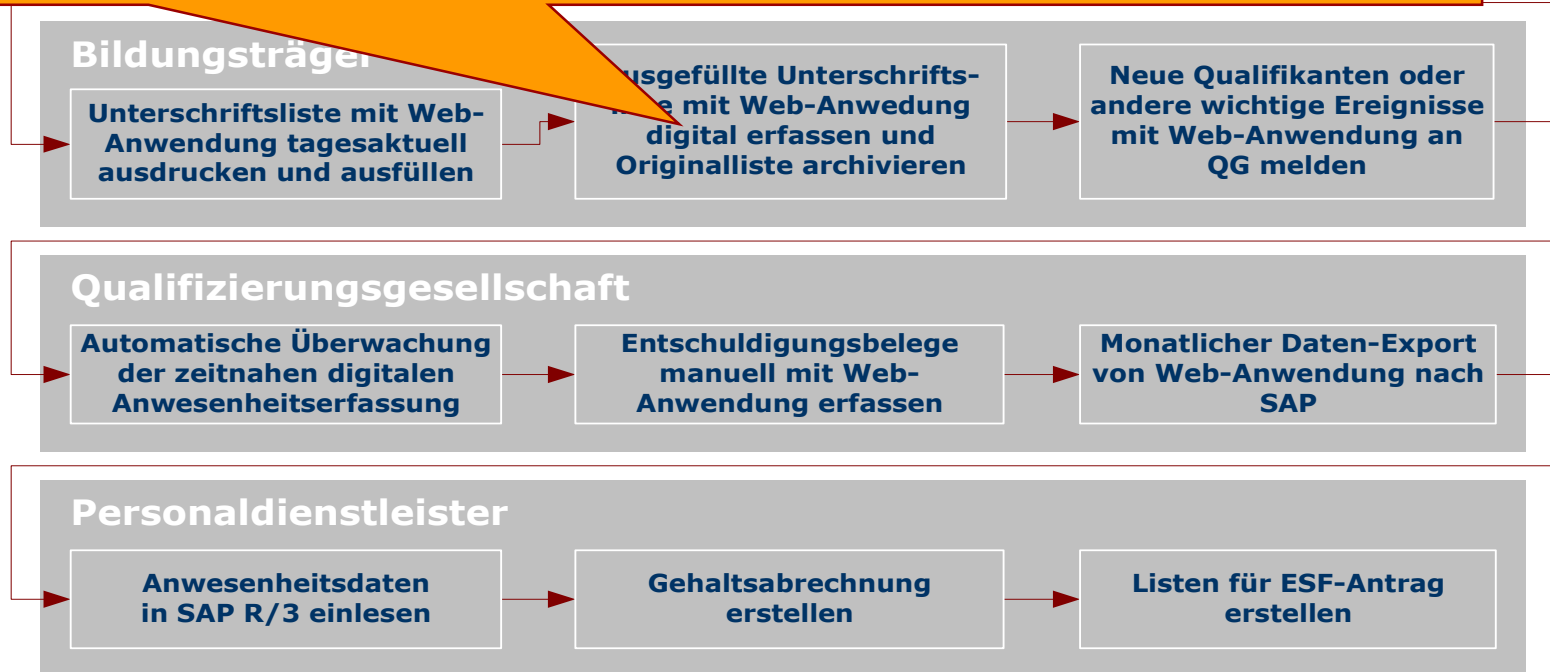 Bildungsträger
Unterschriftsliste mit Web-
Anwendung tagesaktuell
ausdrucken und ausfüllen
usgefüllte Unterschrifts-
mit Web-Anwedung
digital erfassen und
Originalliste archivieren
Neue Qualifikanten oder
andere wichtige Ereignisse
mit Web-Anwendung an
QG melden
Qualifizierungsgesellschaft
Automatische Überwachung
der zeitnahen digitalen
Anwesenheitserfassung
Entschuldigungsbelege
manuell mit Web-
Anwendung erfassen
Monatlicher Daten-Export
von Web-Anwendung nach
SAP
Personaldienstleister
Anwesenheitsdaten
in SAP R/3 einlesen
Gehaltsabrechnung
erstellen
Listen für ESF-Antrag
erstellen